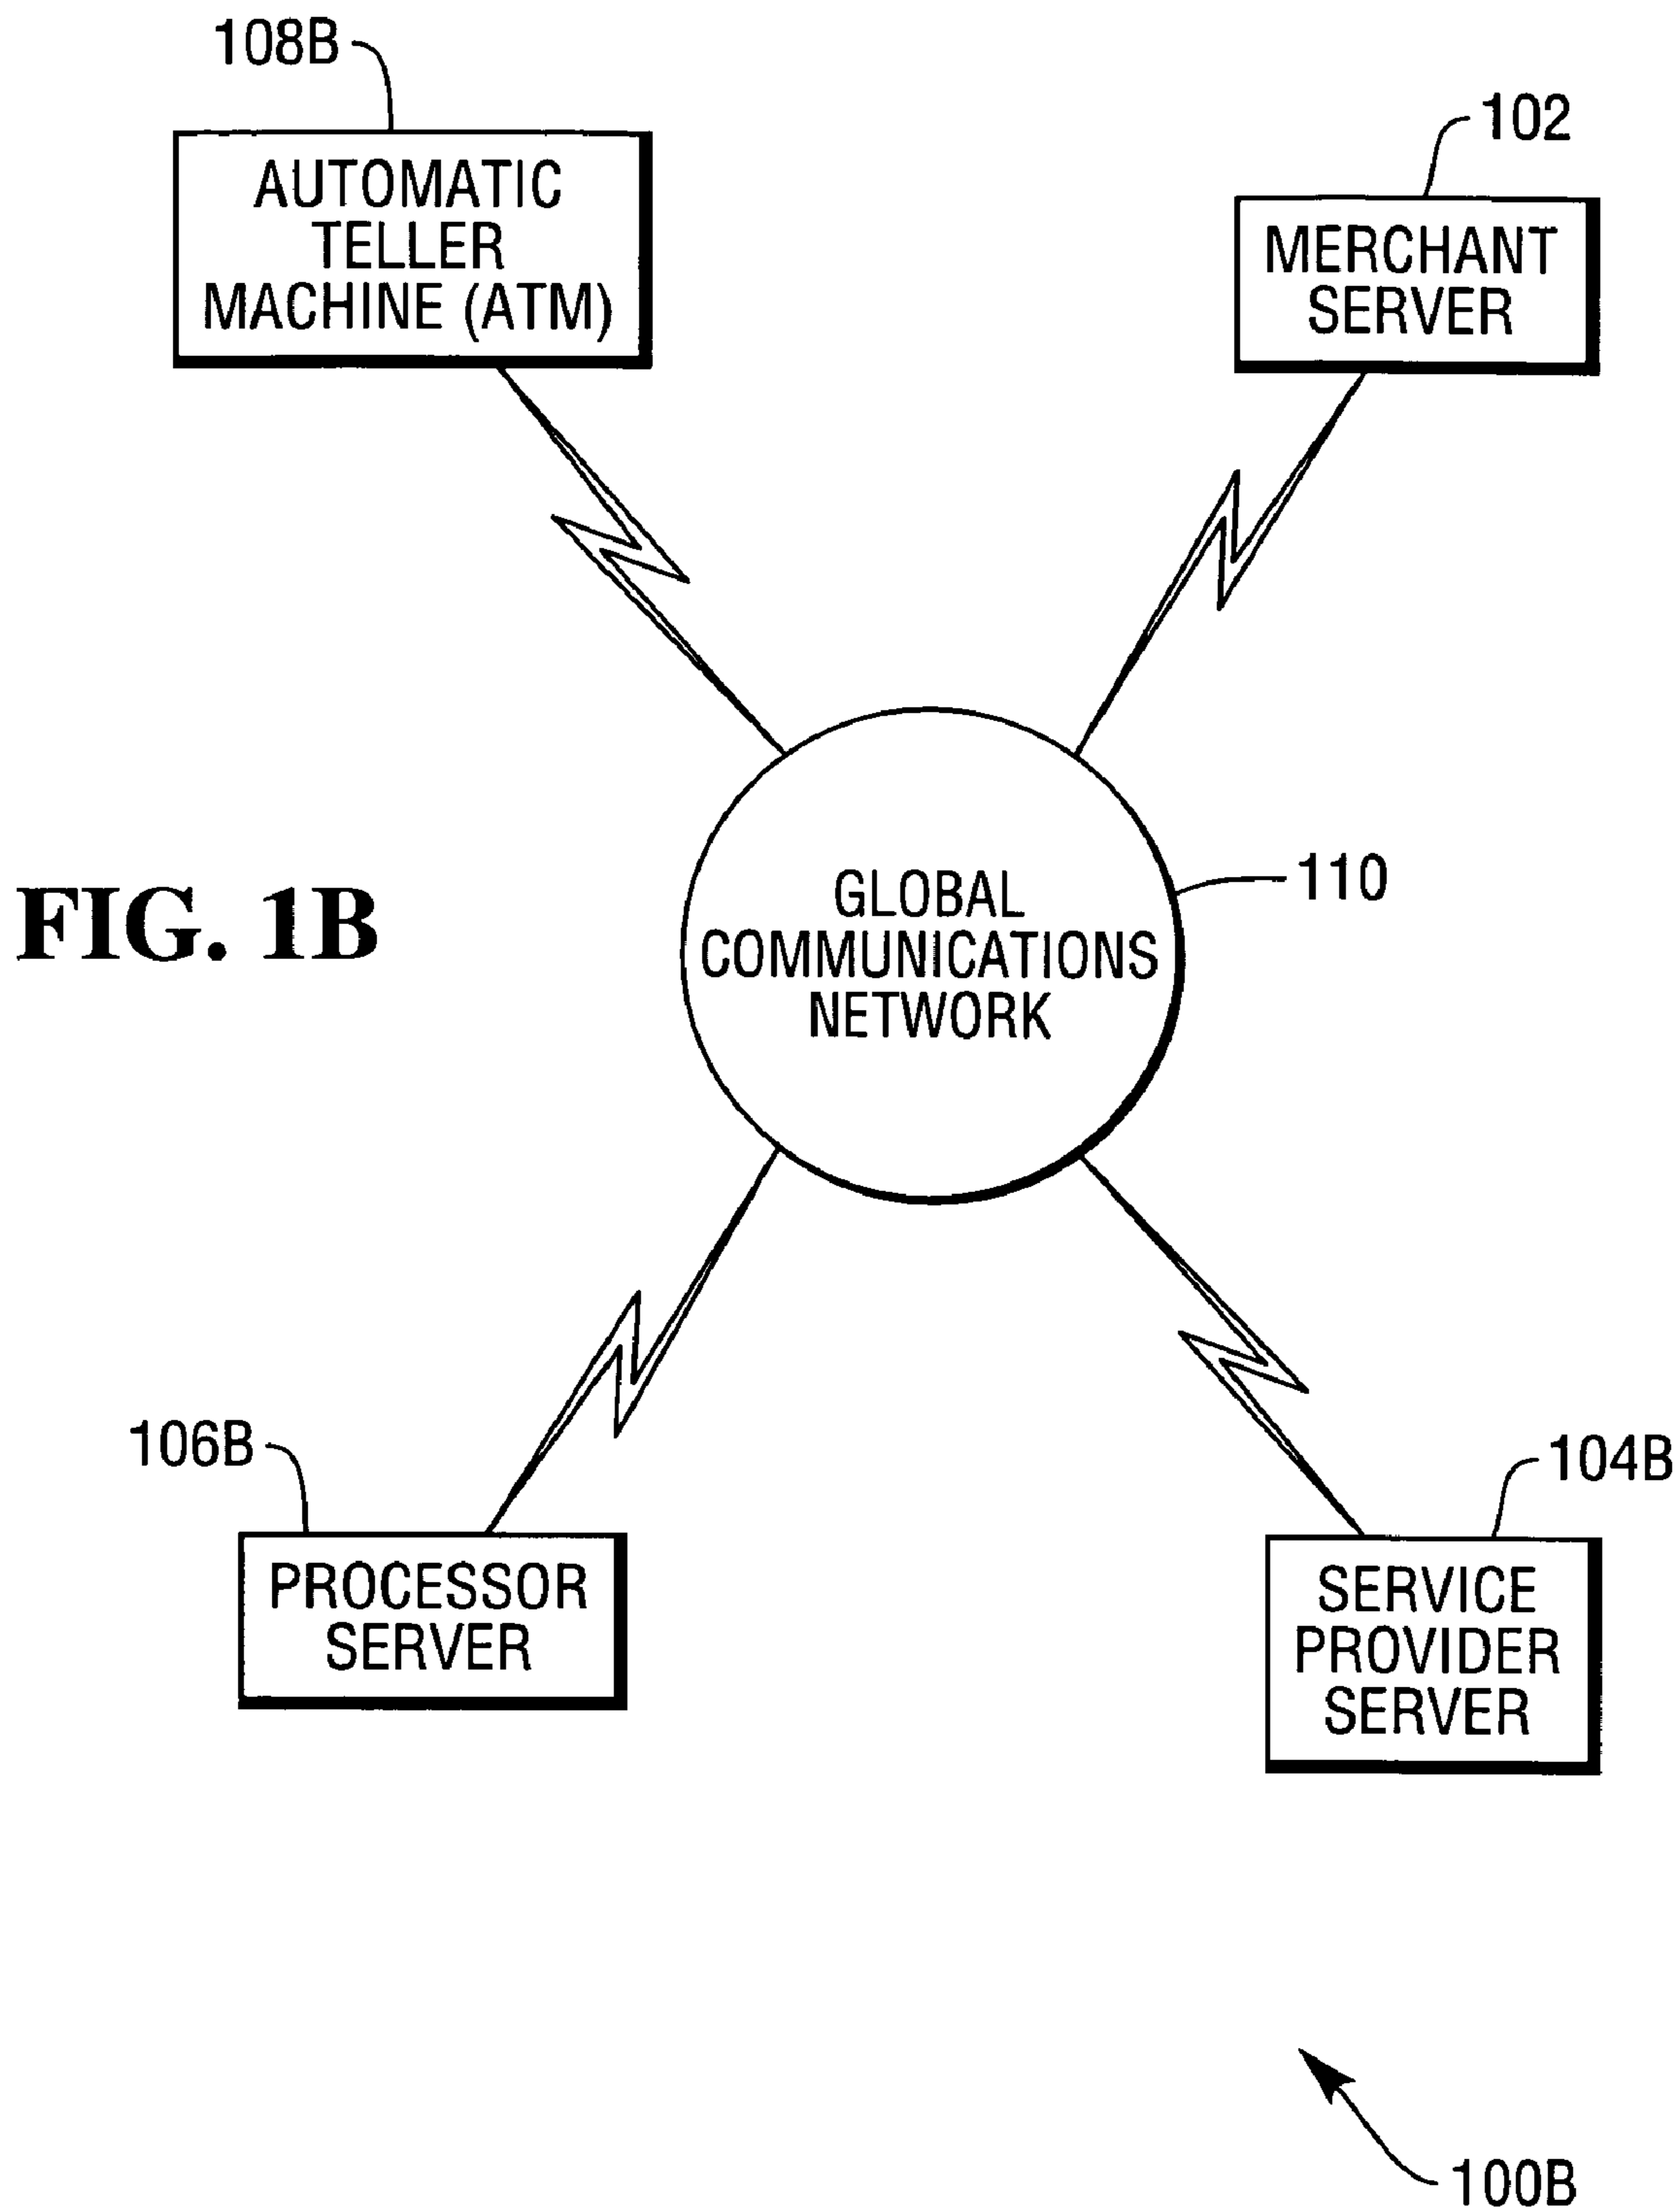 108B
AUTOMATIC
TELLER
MACHINE (ATM)
102
MERCHANT
SERVER
FIG. 1B
GLOBAL
COMMUNICATIONS
NETWORK
110
106B
PROCESSOR
SERVER
104B
SERVICE
PROVIDER
SERVER
100B